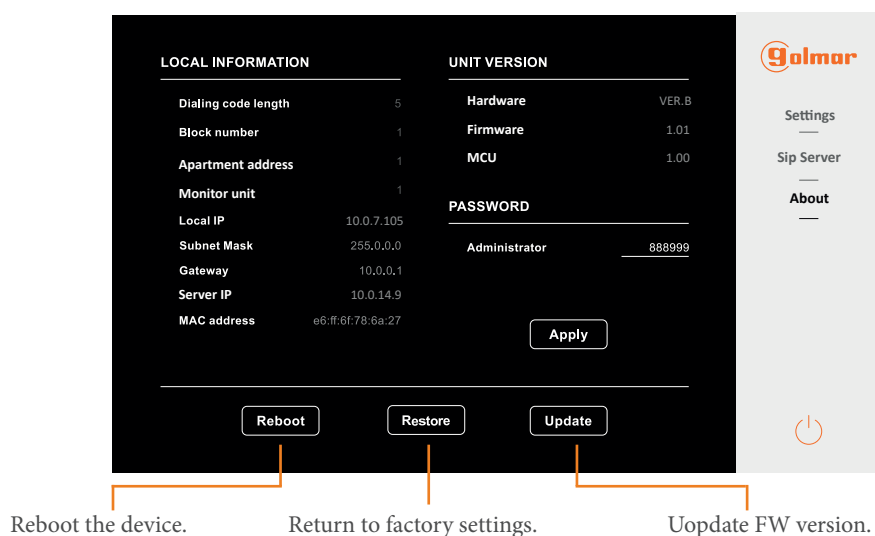 golmar
LOCAL INFORMATION
Dialing code length 5
Block number 1
Apartment address 1
Monitor unit 1
Local IP 10.0.7.105
Subnet Mask 255.0.0.0
Gateway 10.0.0.1
Server IP 10.0.14.9
MAC address e6:ff:6f:78:6a:27
UNIT VERSION
Hardware VER.B
Firmware 1.01
MCU 1.00
PASSWORD
Administrator 888999
Apply
Reboot
Restore
Update
Settings
Sip Server
About
Reboot the device.
Return to factory settings.
Uopdate FW version.